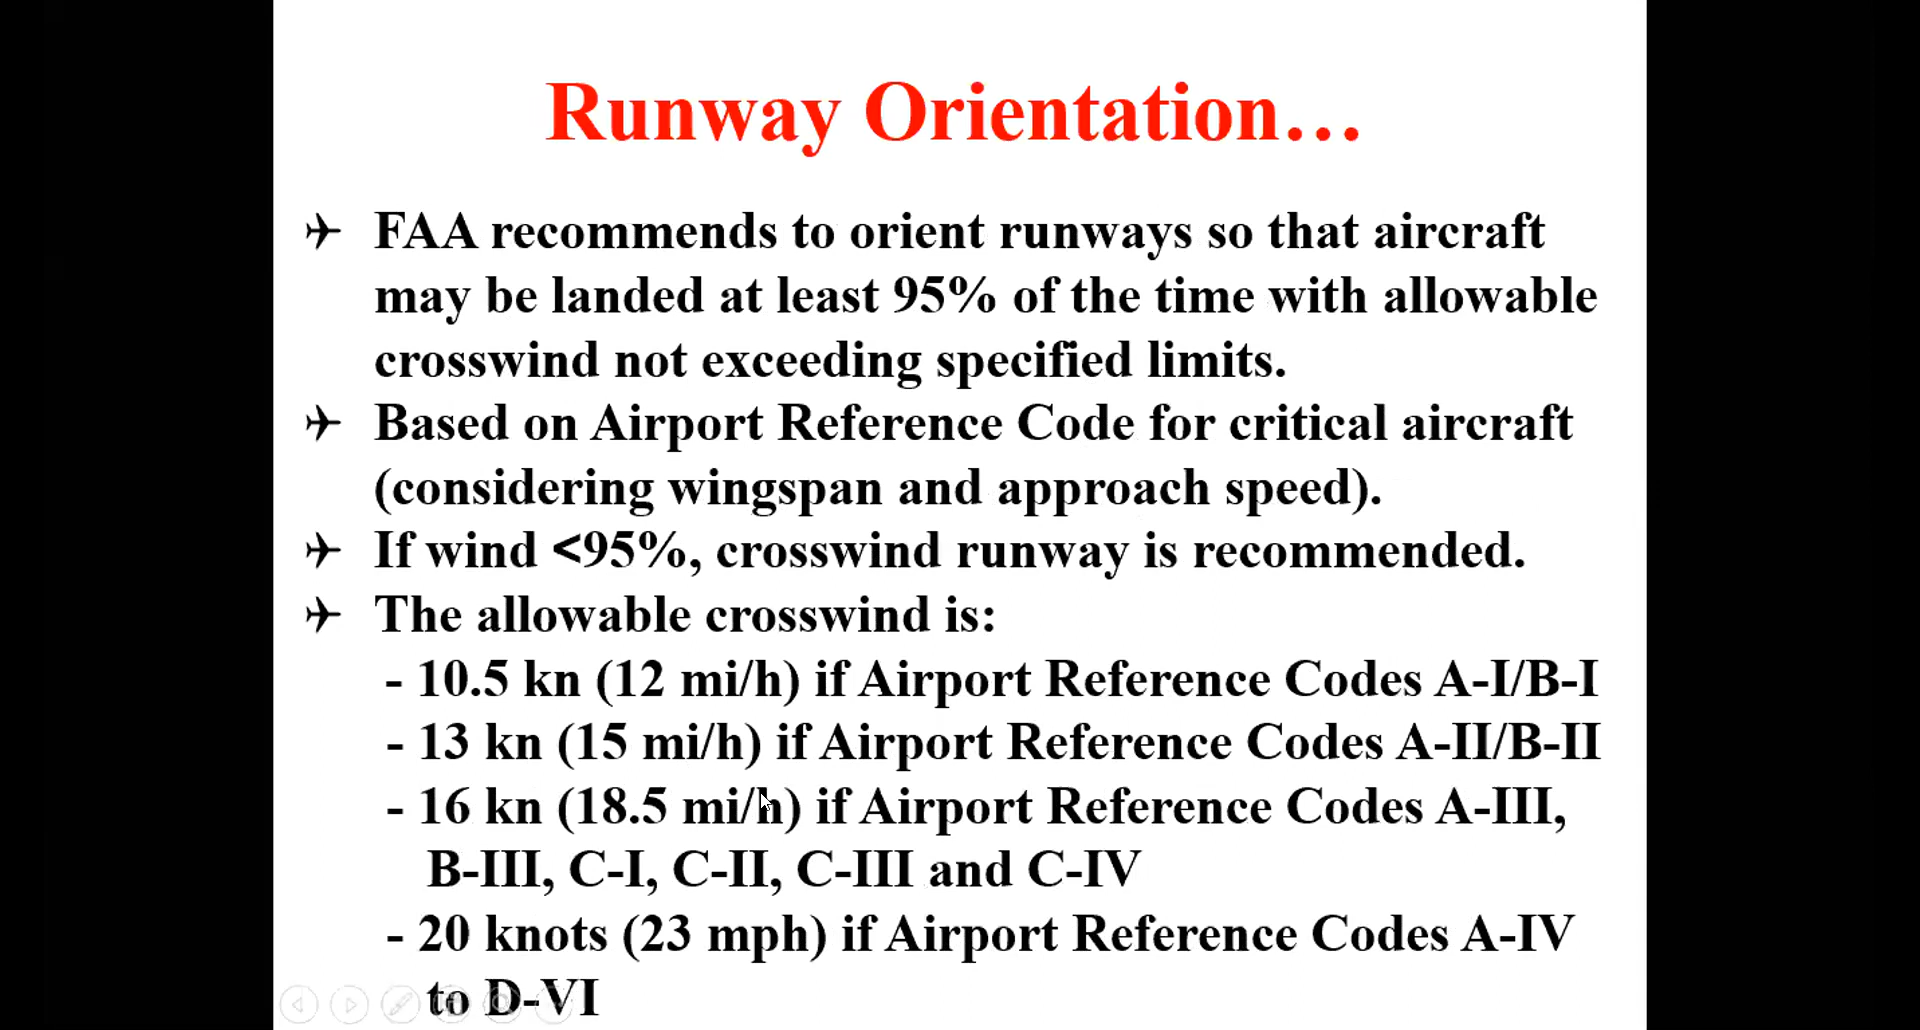 Runway Orientation…
FAA recommends to orient runways so that aircraft
may be landed at least 95% of the time with allowable
crosswind not exceeding specified limits.
Based on Airport Reference Code for critical aircraft
(considering wingspan and approach speed).
If wind <95%, crosswind runway is recommended.
The allowable crosswind is:
- 10.5 kn (12 mi/h) if Airport Reference Codes A-I/B-I
- 13 kn (15 mi/h) if Airport Reference Codes A-II/B-II
- 16 kn (18.5 mi/h) if Airport Reference Codes A-III,
B-III, C-I, C-II, C-III and C-IV
- 20 knots (23 mph) if Airport Reference Codes A-IV
to D-VI